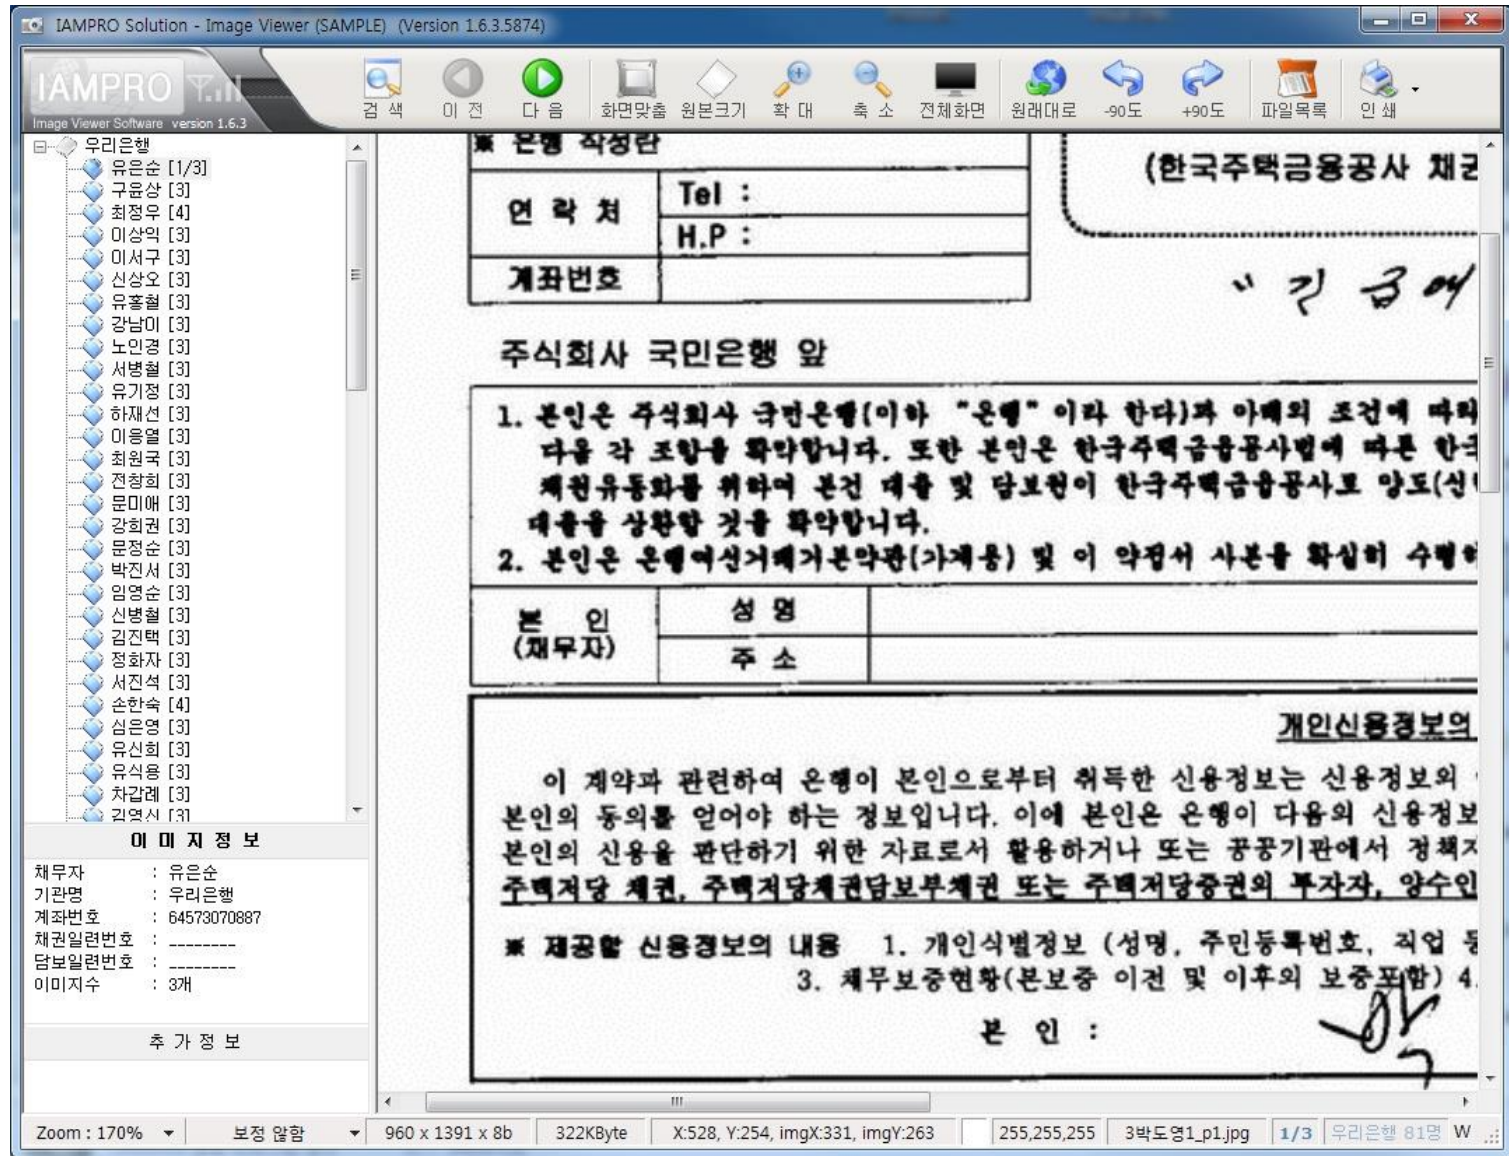 IAMPRO Solution - Image Viewer (SAMPLE) (Version 1.6.3.5874)
IAMPRO
Image Viewer Software version 1.6.3
검 색
이 전
다 음
화면맞춤
원본크기
확 대
축 소
전체화면
원래대로
-90도
+90도
파일목록
인 쇄
우리은행
유은순 [1/3]
구윤상 [3]
최정우 [4]
이상익 [3]
이서구 [3]
신상오 [3]
유홍철 [3]
강남미 [3]
노인경 [3]
서병철 [3]
유기정 [3]
하재선 [3]
이용열 [3]
최원국 [3]
전창희 [3]
문미애 [3]
강희권 [3]
문정순 [3]
박진서 [3]
임영순 [3]
신병철 [3]
김진택 [3]
정화자 [3]
서진석 [3]
손한숙 [4]
심은영 [3]
유신희 [3]
유식용 [3]
차갑례 [3]
김영신 [3]
이 미 지 정 보
채무자 : 유은순
기관명 : 우리은행
계좌번호 : 64573070887
채권일련번호 : ________
담보일련번호 : ________
이미지수 : 3개
추 가 정 보
※ 은행 작성란
연 락 처
Tel :
H.P :
계좌번호
(한국주택금융공사 채권
주식회사 국민은행 앞
1. 본인은 주식회사 국민은행(이하 “은행”이라 한다)과 아래의 조건에 따라
다음 각 조항을 확약합니다. 또한 본인은 한국주택금융공사법에 따른 한국
채권유동화를 위하여 본건 대출 및 담보권이 한국주택금융공사로 양도(신탁
대출을 상환할 것을 확약합니다.
2. 본인은 은행여신거래기본약관(가계용) 및 이 약정서 사본을 확실히 수령하
본 인
(채무자)
성 명
주 소
개인신용정보의
이 계약과 관련하여 은행이 본인으로부터 취득한 신용정보는 신용정보의
본인의 동의를 얻어야 하는 정보입니다. 이에 본인은 은행이 다음의 신용정보
본인의 신용을 판단하기 위한 자료로서 활용하거나 또는 공공기관에서 정책자
주택저당 채권, 주택저당채권담보부채권 또는 주택저당증권의 투자자, 양수인
※ 제공할 신용정보의 내용 1. 개인식별정보 (성명, 주민등록번호, 직업 등
3. 채무보증현황(본보증 이전 및 이후의 보증포함) 4.
본 인 :
Zoom : 170% 보정 않함 960 x 1391 x 8b 322KByte X:528, Y:254, imgX:331, imgY:263 255,255,255 3박도영1_p1.jpg 1/3 우리은행 81명 W